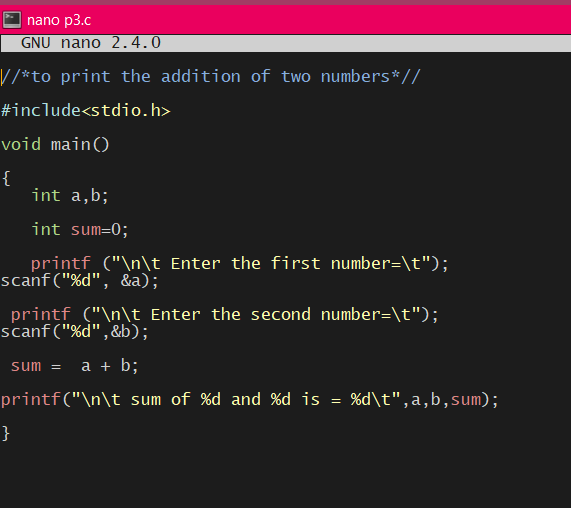 nano p3.c
GNU nano 2.4.0
//*to print the addition of two numbers*//
#include<stdio.h>
void main()
{
int a,b;
int sum=0;
printf ("\n\t Enter the first number=\t");
scanf("%d", &a);
printf ("\n\t Enter the second number=\t");
scanf("%d",&b);
sum =  a + b;
printf("\n\t sum of %d and %d is = %d\t",a,b,sum);
}